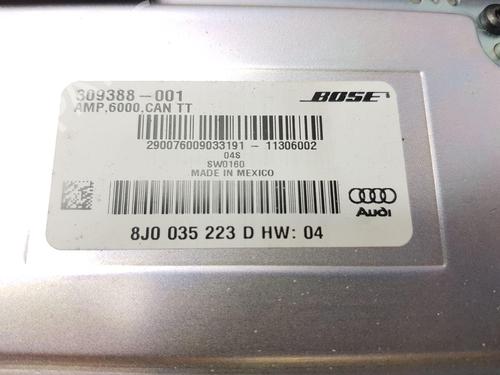 309388-001
AMP,6000,CAN TT
BOSE
290076009033191 - 11306002
04S
SW0160
MADE IN MEXICO
Audi
8J0 035 223 D HW: 04